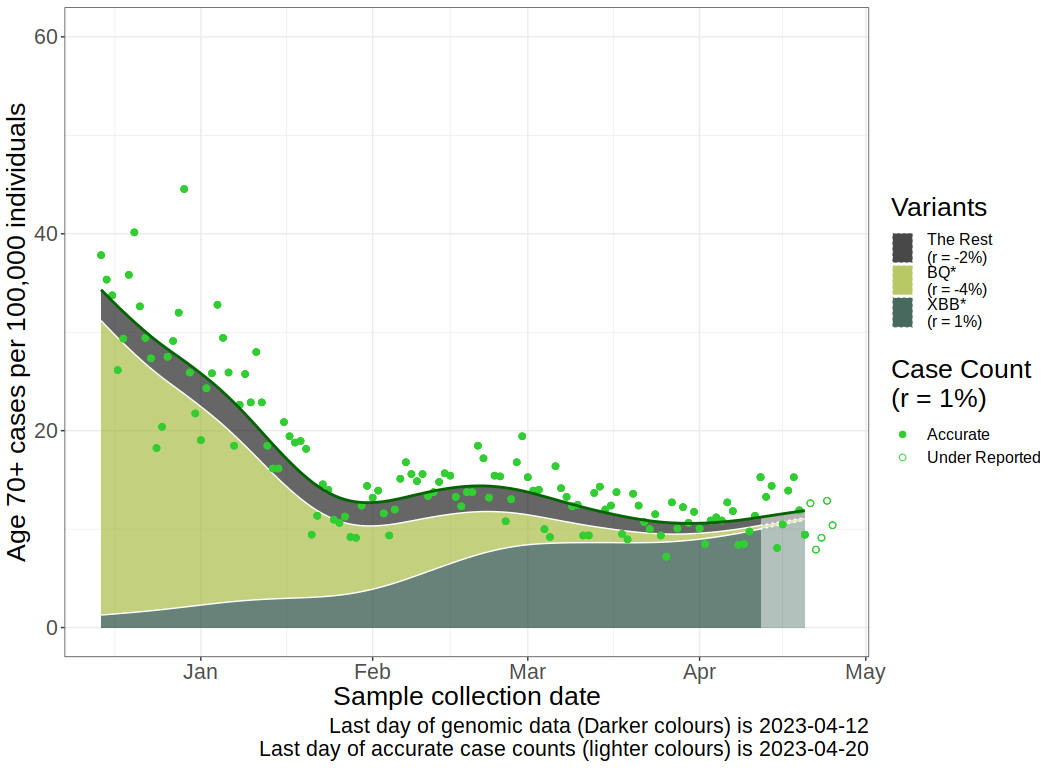 Age 70+ cases per 100,000 individuals
60
40
20
0
Jan
Feb
Mar
Apr
May
Sample collection date
Last day of genomic data (Darker colours) is 2023-04-12
Last day of accurate case counts (lighter colours) is 2023-04-20
Variants
The Rest
(r = -2%)
BQ*
(r = -4%)
XBB*
(r = 1%)
Case Count
(r = 1%)
Accurate
Under Reported